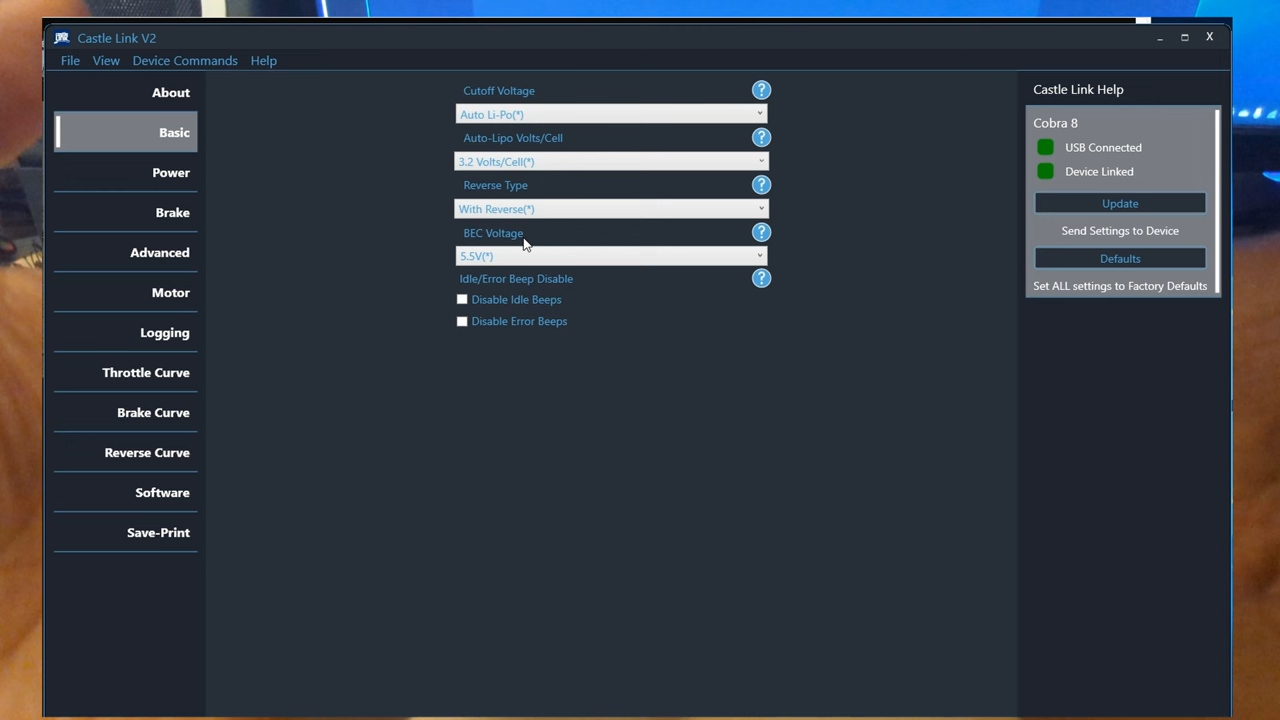 Castle Link V2
File View Device Commands Help
About
Basic
Power
Brake
Advanced
Motor
Logging
Throttle Curve
Brake Curve
Reverse Curve
Software
Save-Print
Cutoff Voltage
Auto Li-Po(*)
Auto-Lipo Volts/Cell
3.2 Volts/Cell(*)
Reverse Type
With Reverse(*)
BEC Voltage
5.5V(*)
Idle/Error Beep Disable
Disable Idle Beeps
Disable Error Beeps
Castle Link Help
Cobra 8
USB Connected
Device Linked
Update
Send Settings to Device
Defaults
Set ALL settings to Factory Defaults